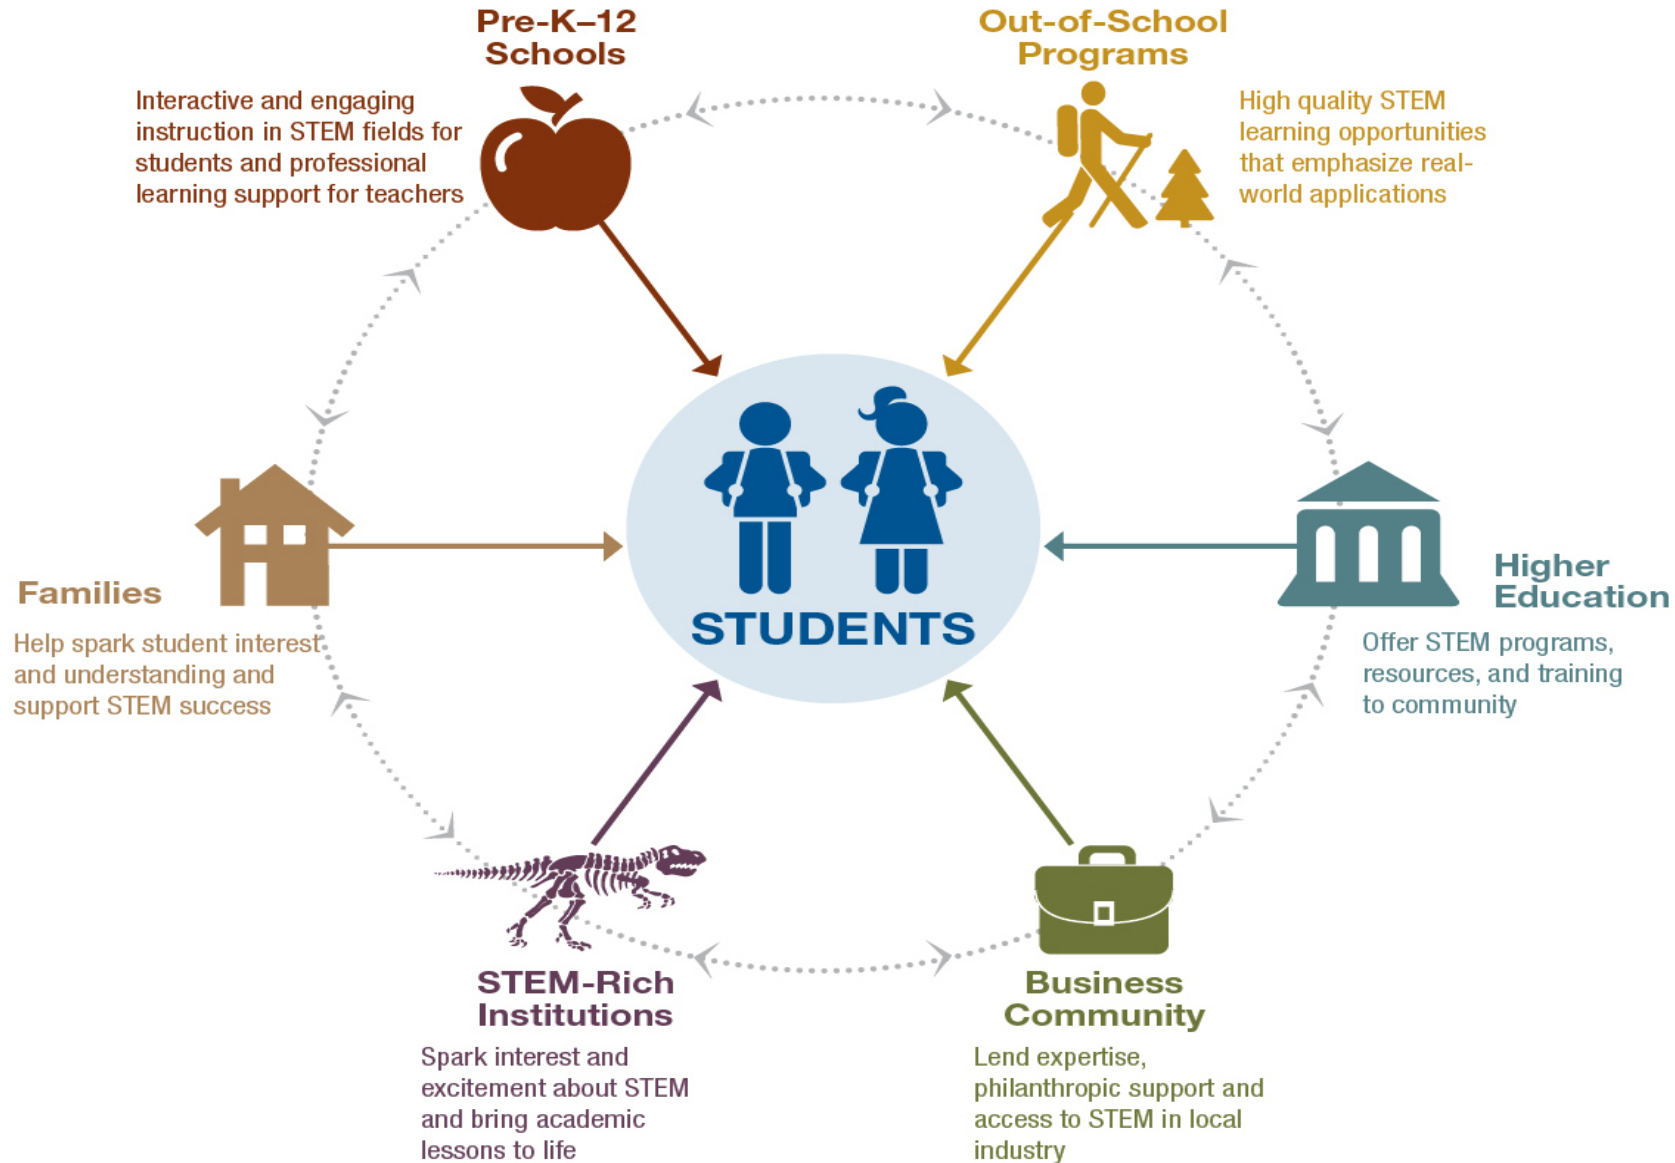 Pre-K–12
Schools
Interactive and engaging
instruction in STEM fields for
students and professional
learning support for teachers
Out-of-School
Programs
High quality STEM
learning opportunities
that emphasize real-
world applications
Families
Help spark student interest
and understanding and
support STEM success
STUDENTS
Higher
Education
Offer STEM programs,
resources, and training
to community
STEM-Rich
Institutions
Spark interest and
excitement about STEM
and bring academic
lessons to life
Business
Community
Lend expertise,
philanthropic support and
access to STEM in local
industry